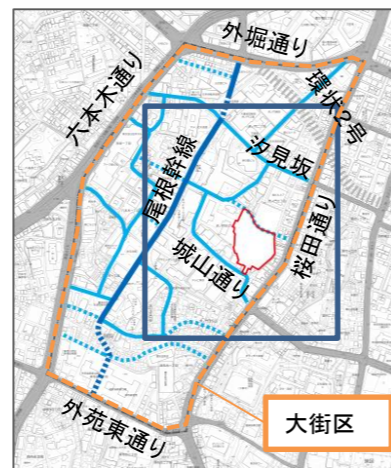 外堀通り
環状2号
六本木通り
汐見坂
尾根幹線
桜田通り
城山通り
外苑東通り
大街区